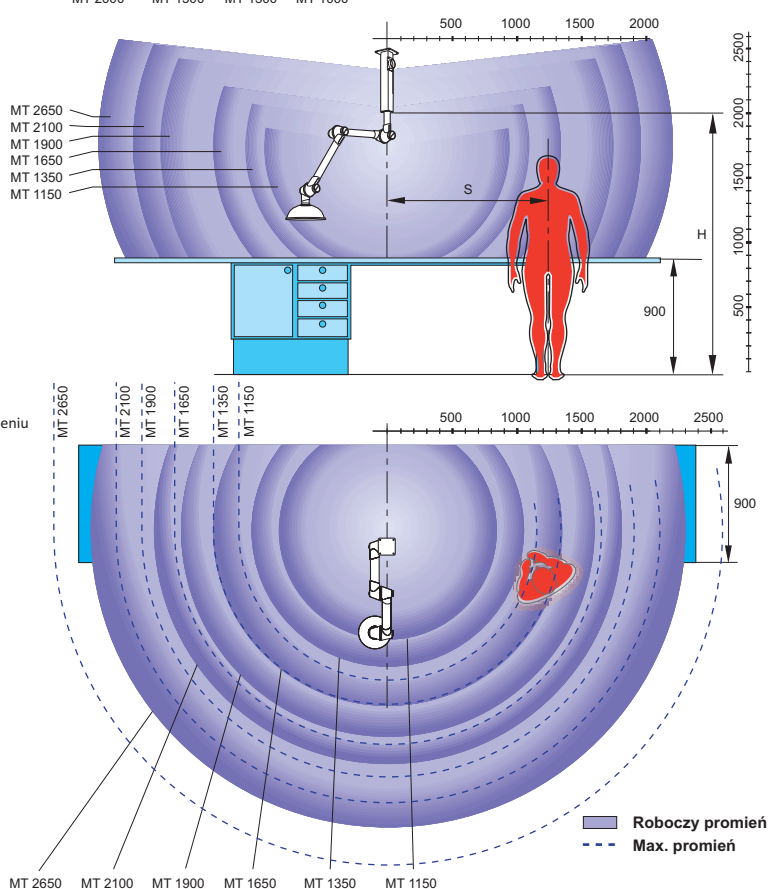 500 1000 1500 2000
2500
2000
1500
1000
500
MT 2650
MT 2100
MT 1900
MT 1650
MT 1350
MT 1150
S
H
900
eniu
MT 2650 MT 2100 MT 1900 MT 1650 MT 1350 MT 1150
500 1000 1500 2000 2500
900
Roboczy promień
Max. promień
MT 2650 MT 2100 MT 1900 MT 1650 MT 1350 MT 1150